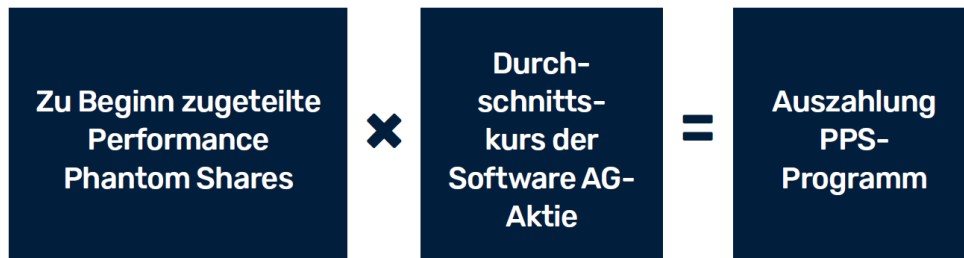 Zu Beginn zugeteilte
Performance
Phantom Shares
×
Durch-
schnitts-
kurs der
Software AG-
Aktie
=
Auszahlung
PPS-
Programm